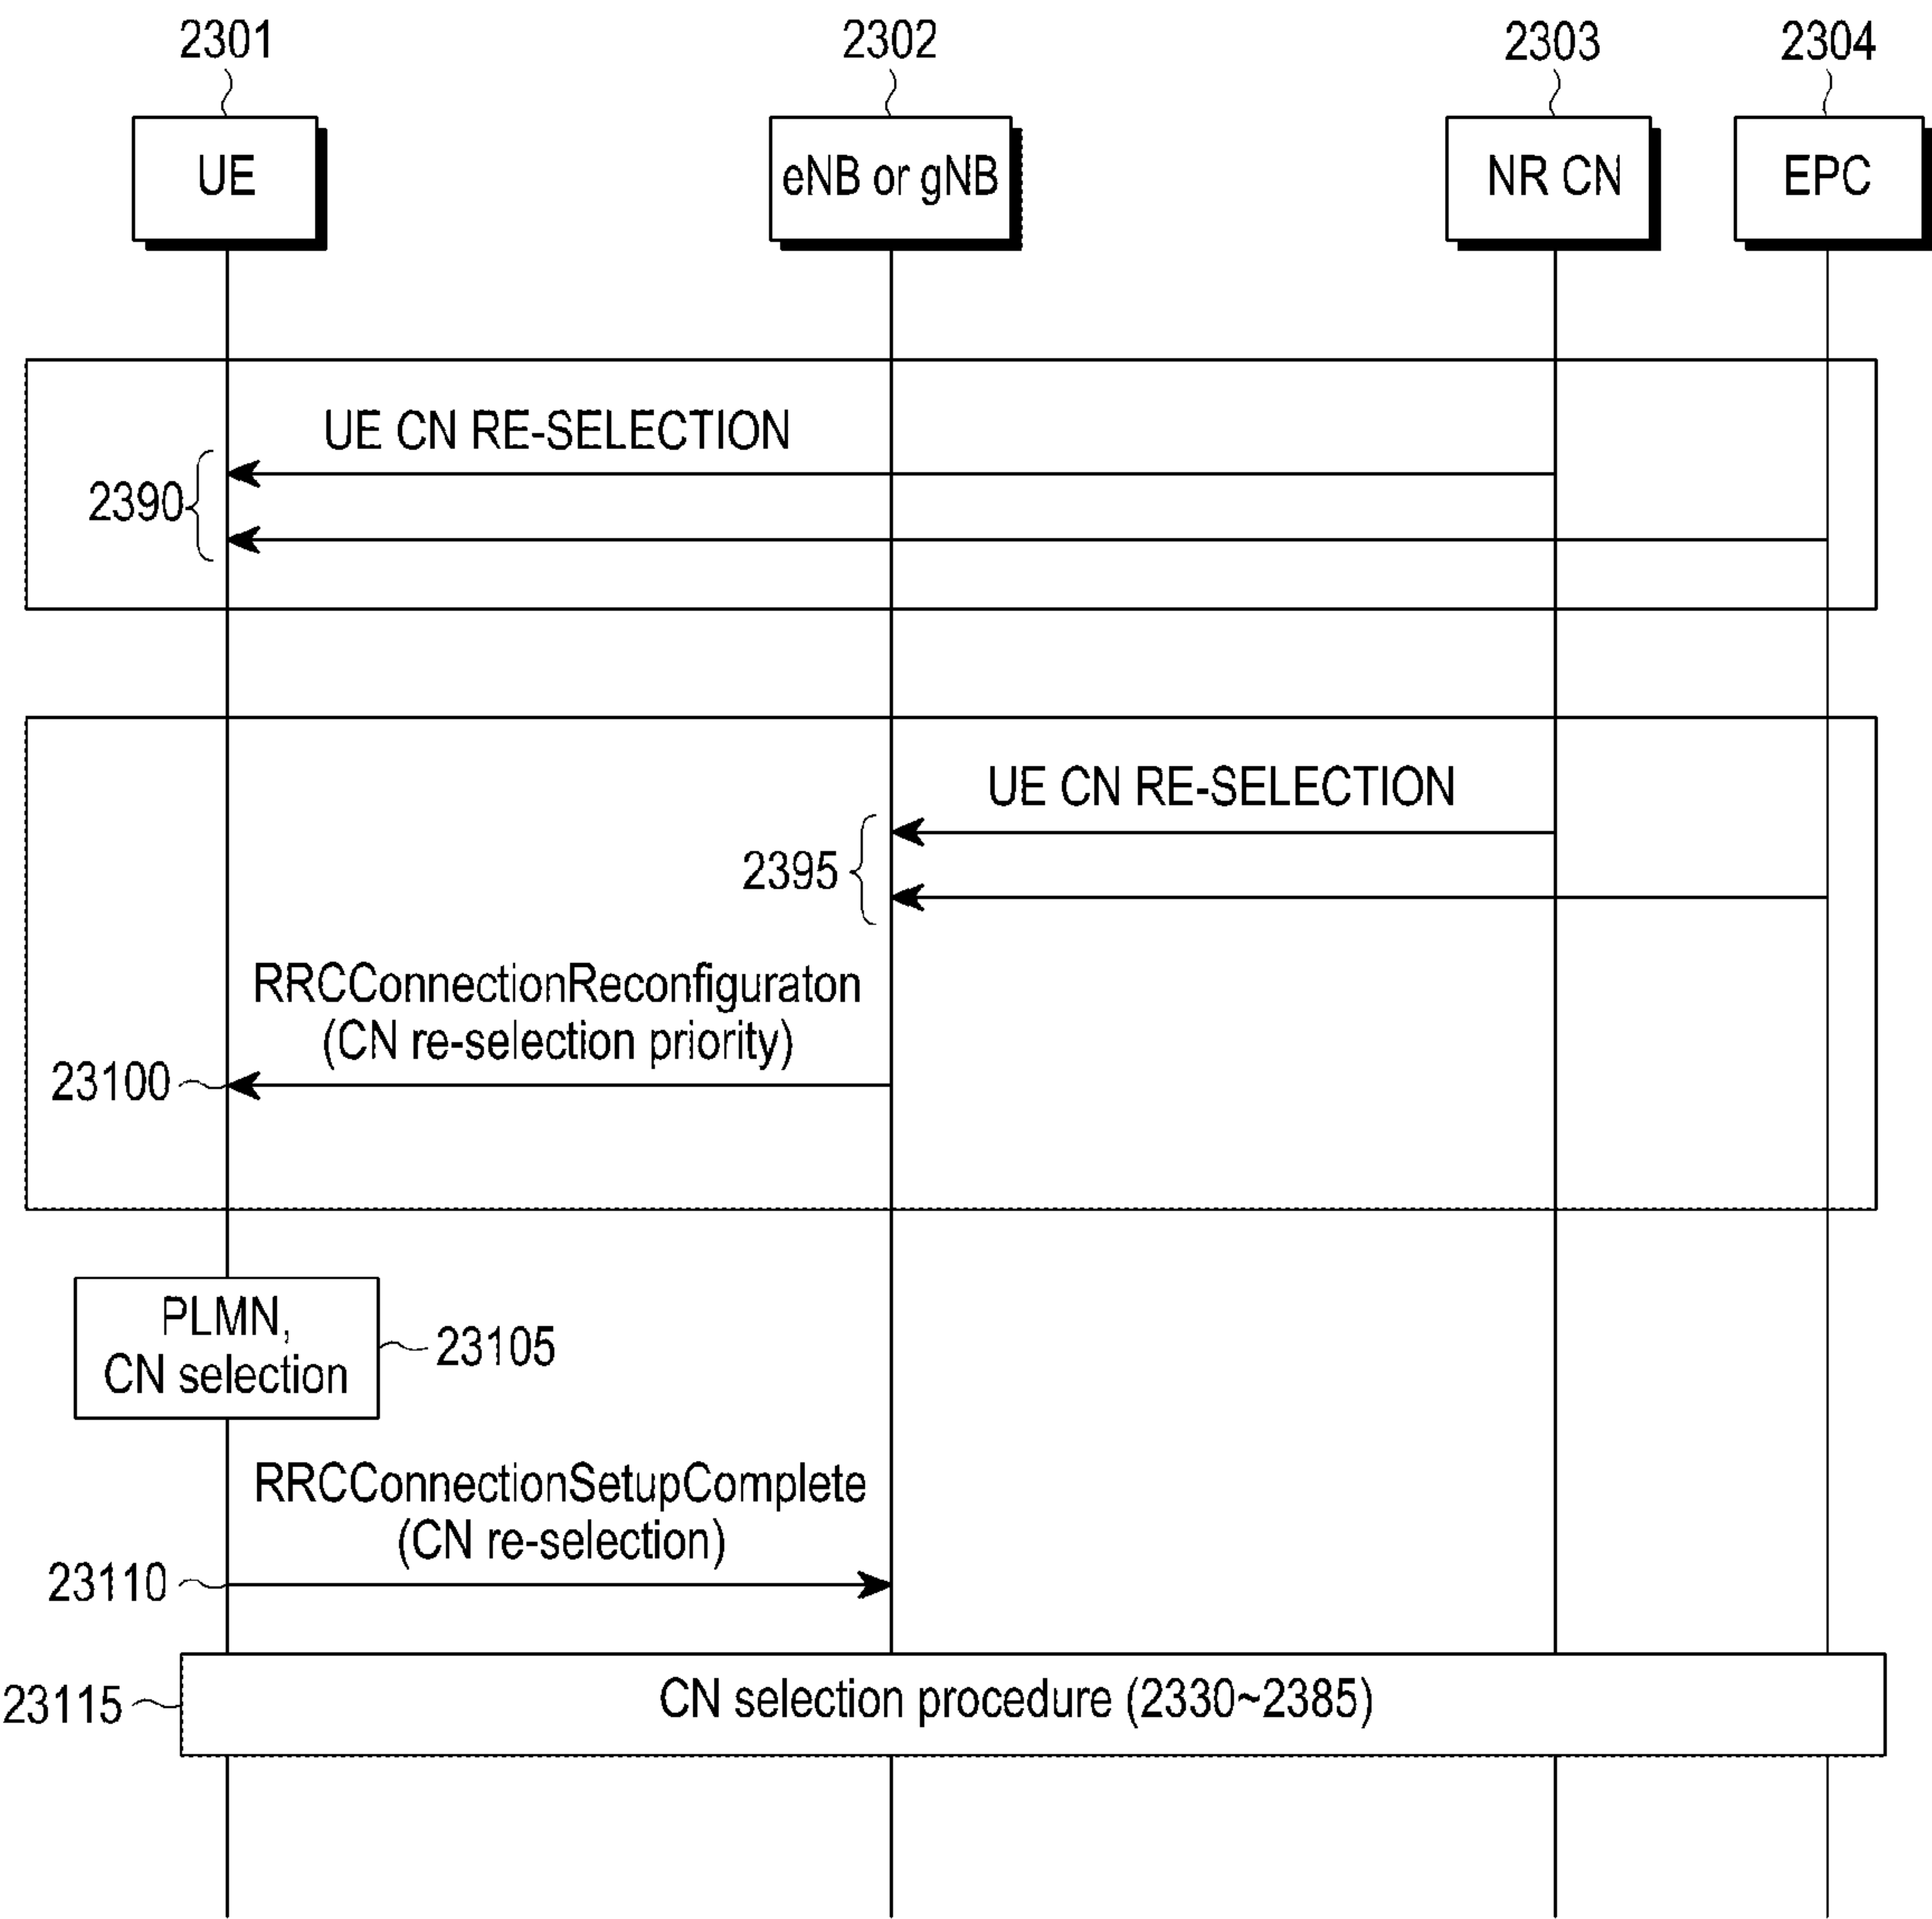 2301
2302
2303
2304
UE
eNB or gNB
NR CN
EPC
UE CN RE-SELECTION
2390
UE CN RE-SELECTION
2395
RRCConnectionReconfiguraton
(CN re-selection priority)
23100
PLMN,
CN selection
23105
RRCConnectionSetupComplete
(CN re-selection)
23110
23115
CN selection procedure (2330~2385)